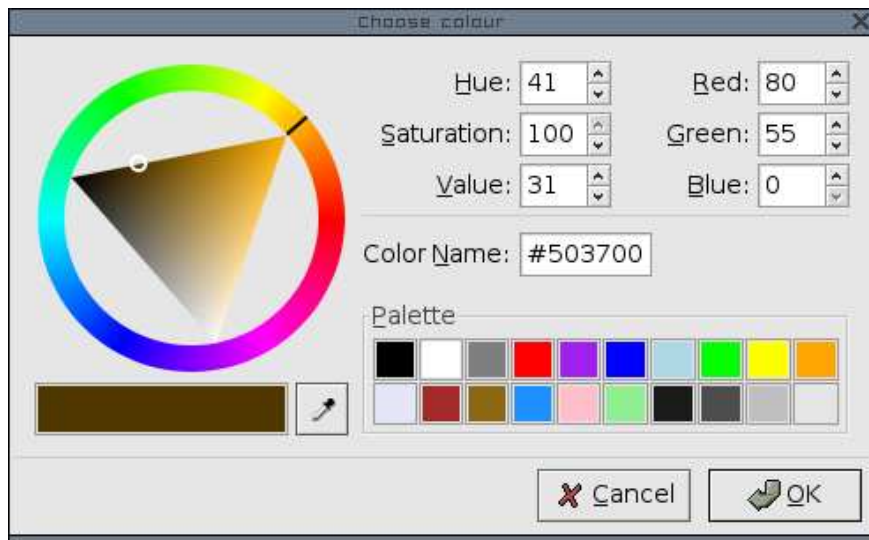 Choose colour
Hue: 41 Red: 80
Saturation: 100 Green: 55
Value: 31 Blue: 0
Color Name: #503700
Palette
Cancel OK